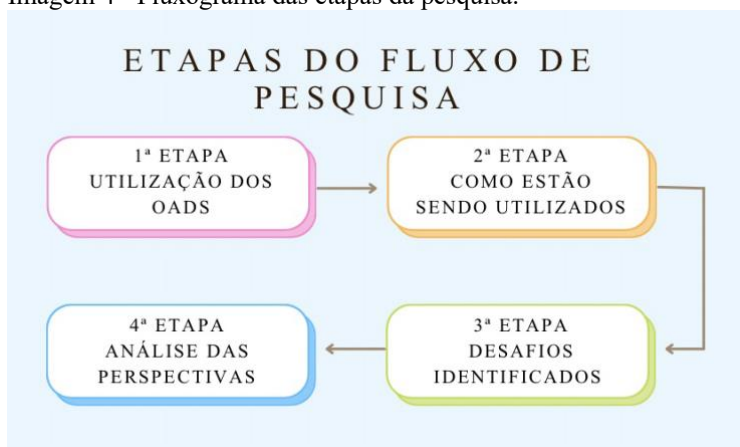 Imagem 4 - Fluxograma das etapas da pesquisa.
ETAPAS DO FLUXO DE
PESQUISA
1ª ETAPA
UTILIZAÇÃO DOS
OADS
2ª ETAPA
COMO ESTÃO
SENDO UTILIZADOS
3ª ETAPA
DESAFIOS
IDENTIFICADOS
4ª ETAPA
ANÁLISE DAS
PERSPECTIVAS